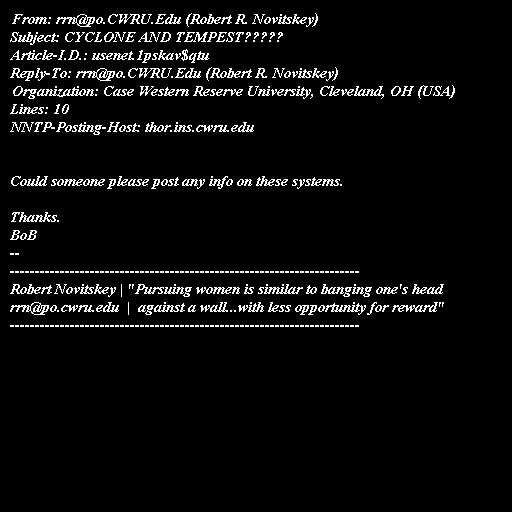 From: rrn@po.CWRU.Edu (Robert R. Novitskey)
Subject: CYCLONE AND TEMPEST?????
Article-I.D.: usenet.1pskav$qtu
Reply-To: rrn@po.CWRU.Edu (Robert R. Novitskey)
Organization: Case Western Reserve University, Cleveland, OH (USA)
Lines: 10
NNTP-Posting-Host: thor.ins.cwru.edu
Could someone please post any info on these systems.
Thanks.
BoB
--
----------------------------------------------------------------------
Robert Novitskey | "Pursuing women is similar to banging one's head
rrn@po.cwru.edu | against a wall...with less opportunity for reward"
----------------------------------------------------------------------